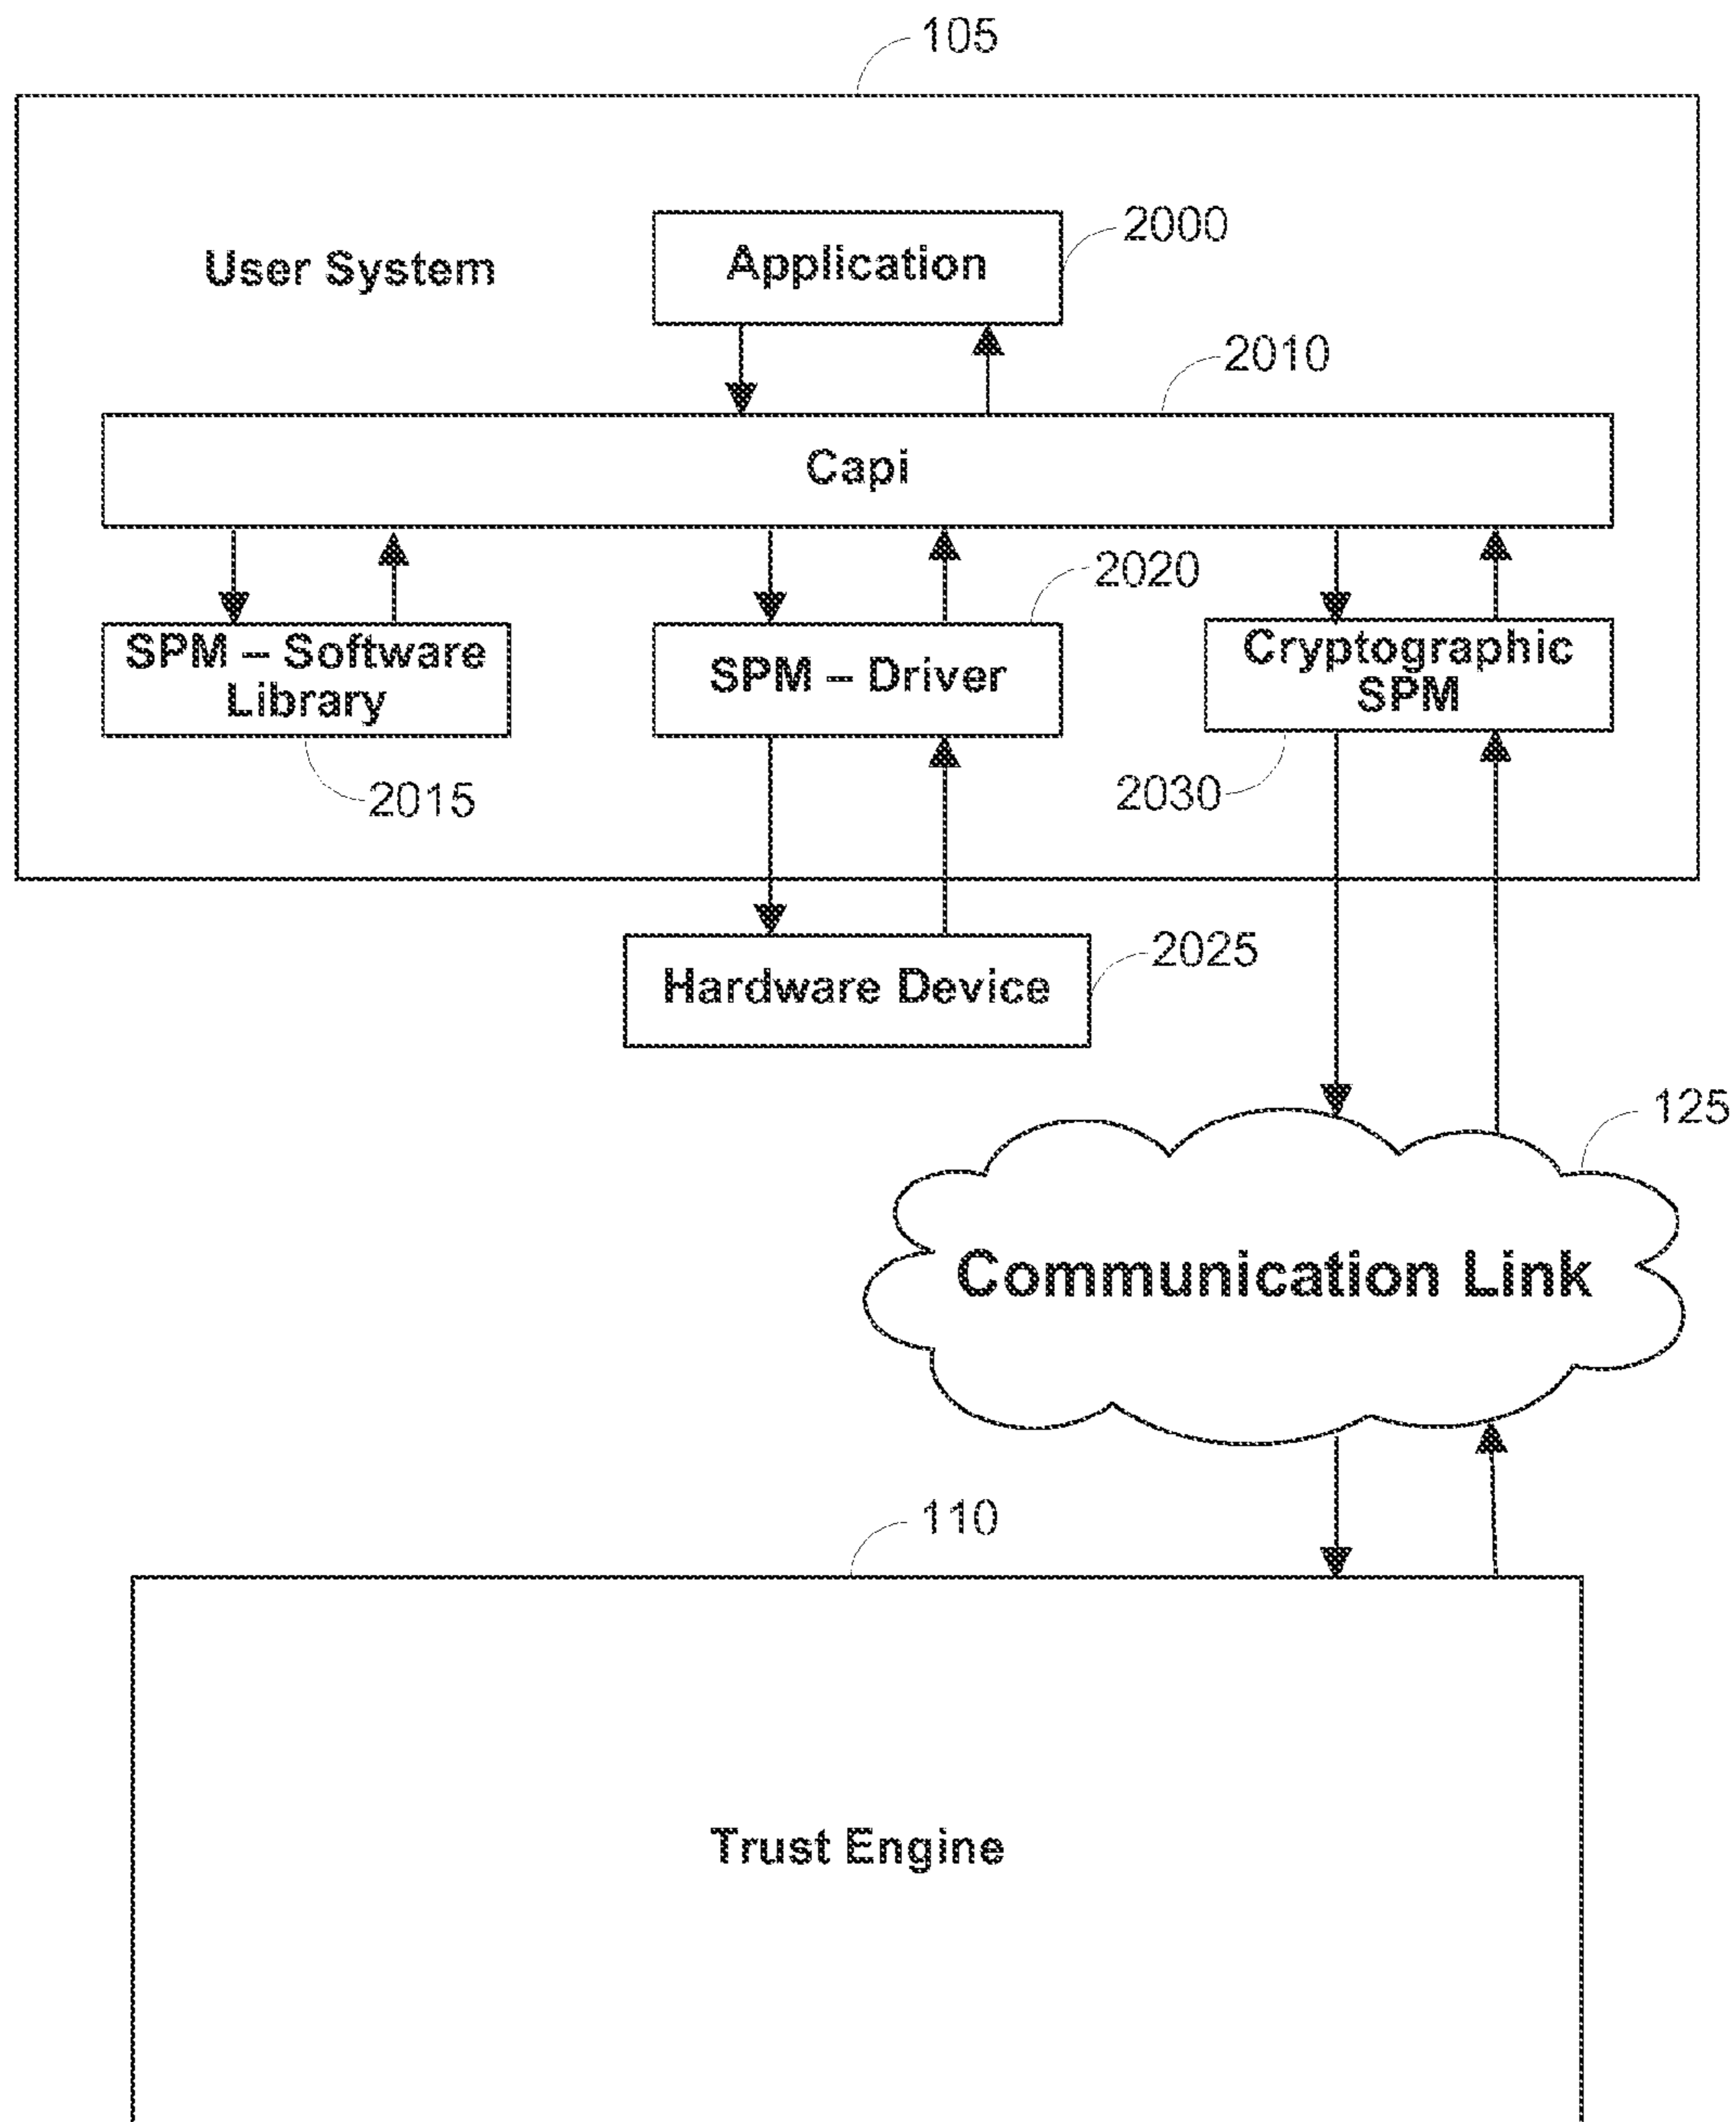 105
2000
User System
Application
2010
Capi
2020
SPM – Software
Library
SPM – Driver
Cryptographic
SPM
2015
2030
2025
Hardware Device
125
Communication Link
110
Trust Engine